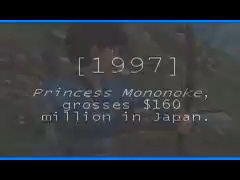 [1997]
Princess Mononoke,
grosses $160
million in Japan.